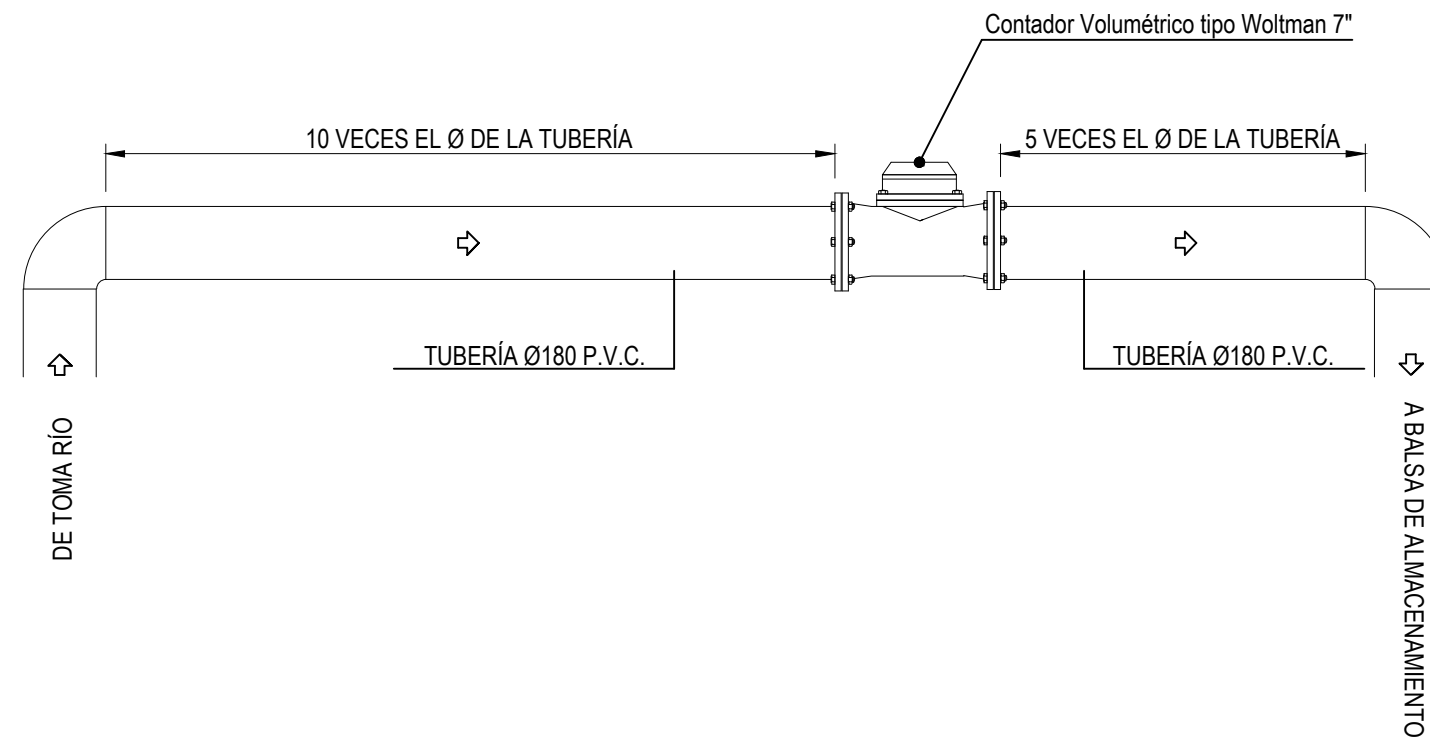 Contador Volumétrico tipo Woltman 7"
10 VECES EL Ø DE LA TUBERÍA
5 VECES EL Ø DE LA TUBERÍA
TUBERÍA Ø180 P.V.C.
TUBERÍA Ø180 P.V.C.
DE TOMA RÍO
A BALSA DE ALMACENAMIENTO